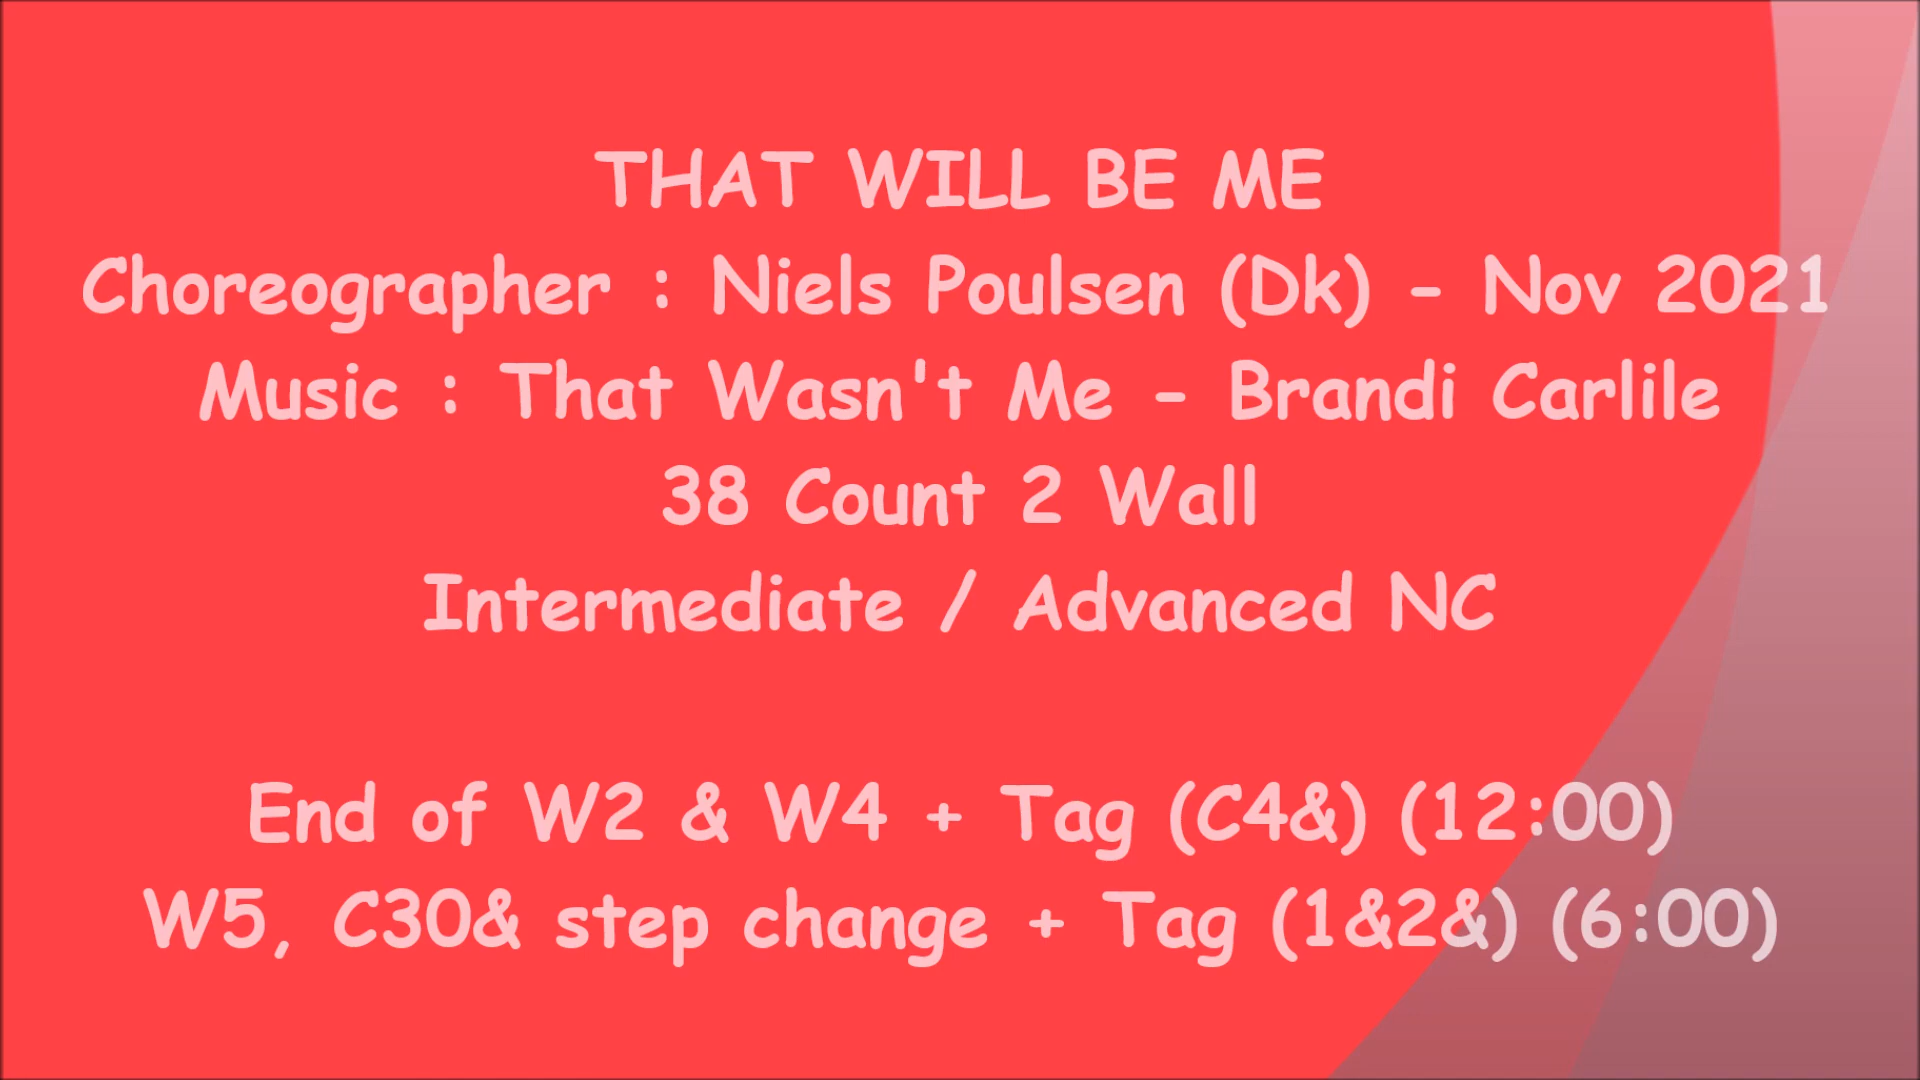 THAT WILL BE ME
Choreographer : Niels Poulsen (Dk) - Nov 2021
Music : That Wasn't Me - Brandi Carlile
38 Count 2 Wall
Intermediate / Advanced NC
End of W2 & W4 + Tag (C4&) (12:00)
W5, C30& step change + Tag (1&2&) (6:00)